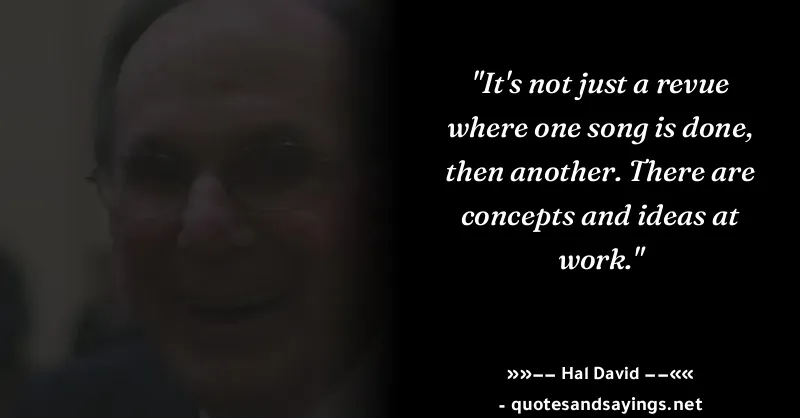 "It's not just a revue
where one song is done,
then another. There are
concepts and ideas at
work."
»»−− Hal David −−««
- quotesandsayings.net